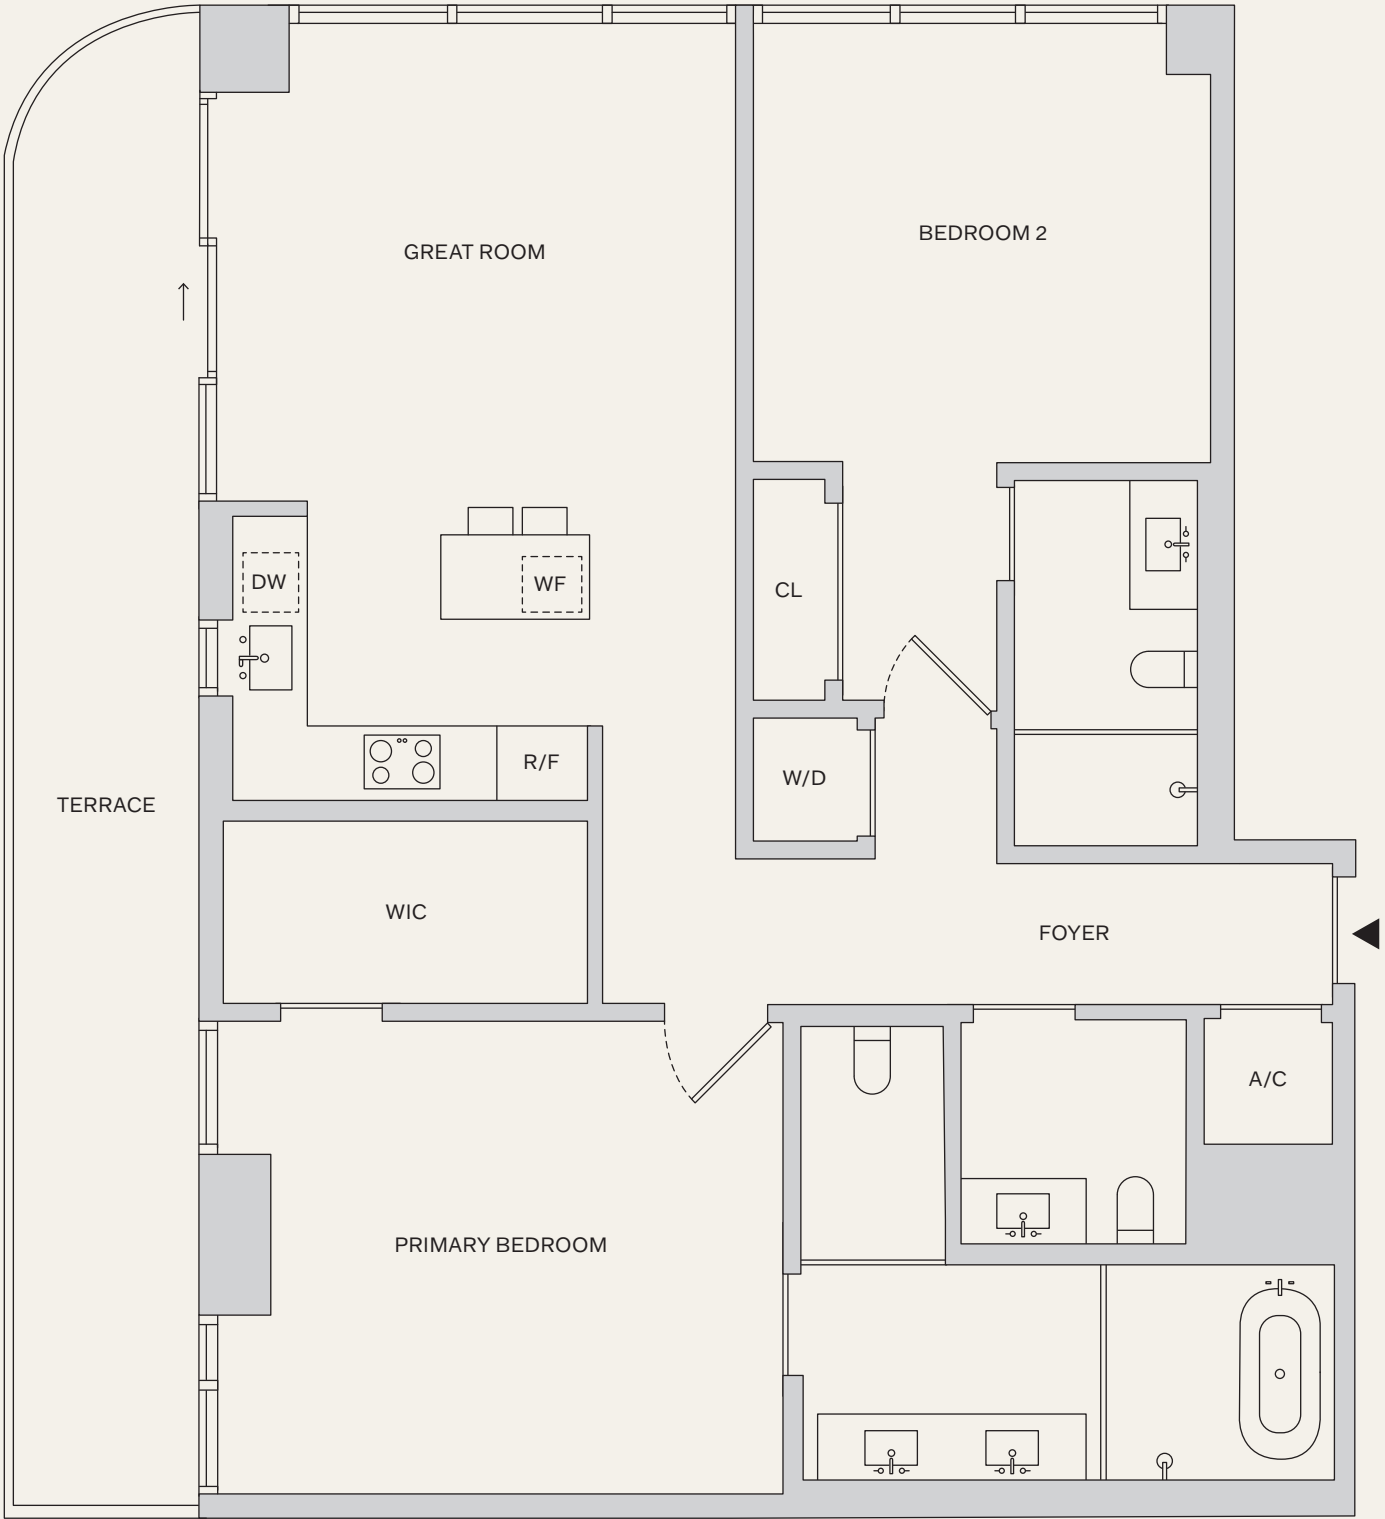 GREAT ROOM
BEDROOM 2
DW
WF
CL
R/F
W/D
TERRACE
WIC
FOYER
A/C
PRIMARY BEDROOM